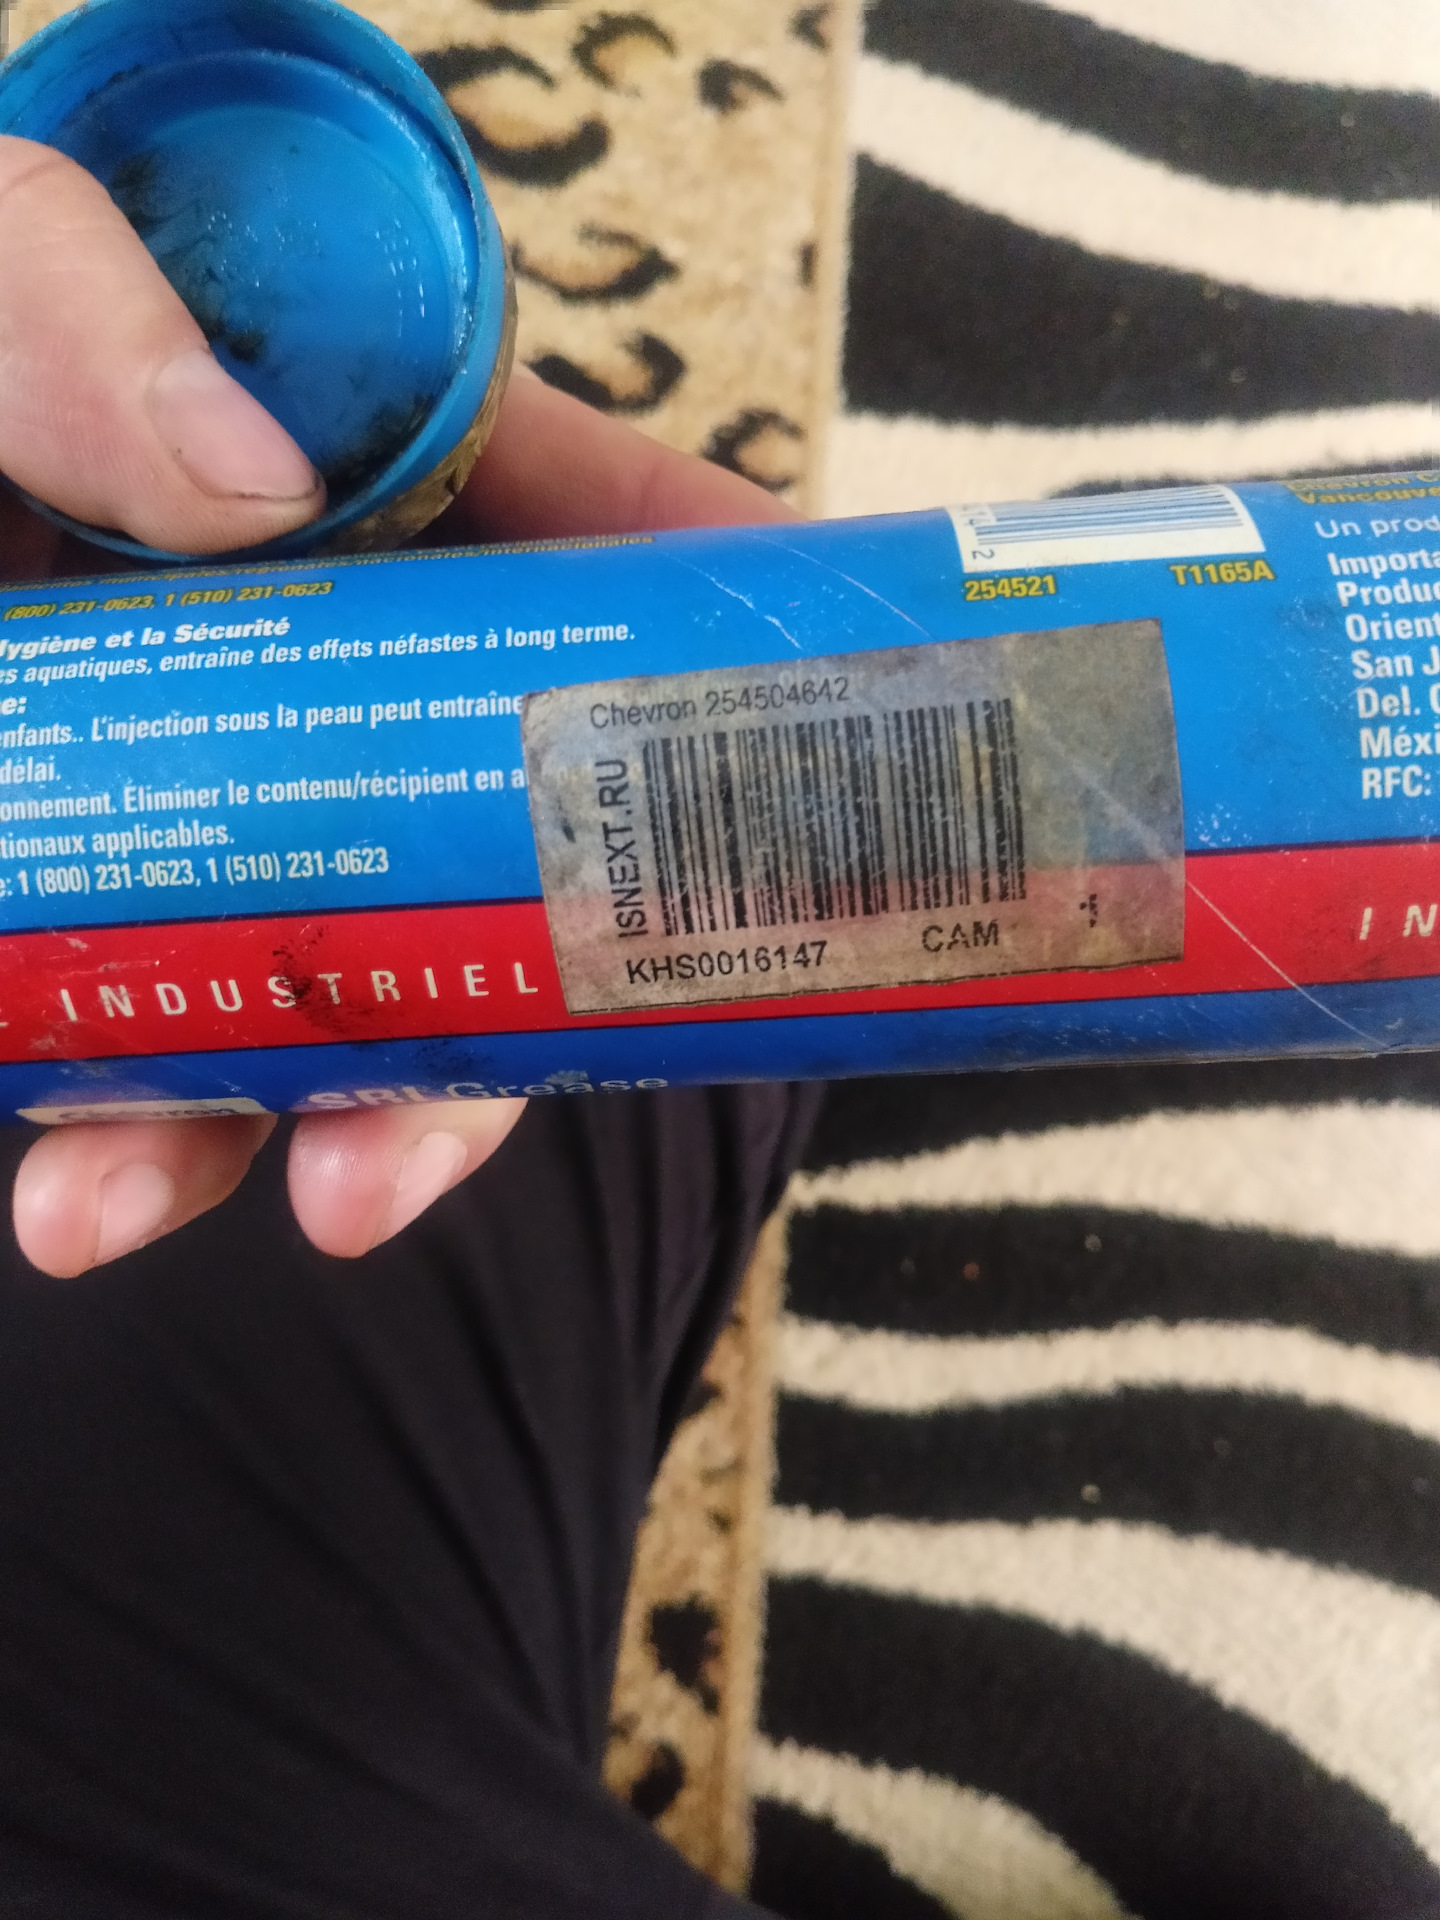 (800) 231-0623, 1 (510) 231-0623
Hygiène et la Sécurité
es aquatiques, entraîne des effets néfastes à long terme.
e:
enfants.. L'injection sous la peau peut entraîne
délai.
onnement. Éliminer le contenu/récipient en a
tionaux applicables.
e: 1 (800) 231-0623, 1 (510) 231-0623
L INDUSTRIEL
SRI Grease
2
254521
T1165A
Chevron 254504642
ISNEXT.RU
KHS0016147
CAM
Chevron C
Vancouve
Un prod
Importa
Produc
Orient
San J
Del. C
Méxi
RFC:
I N